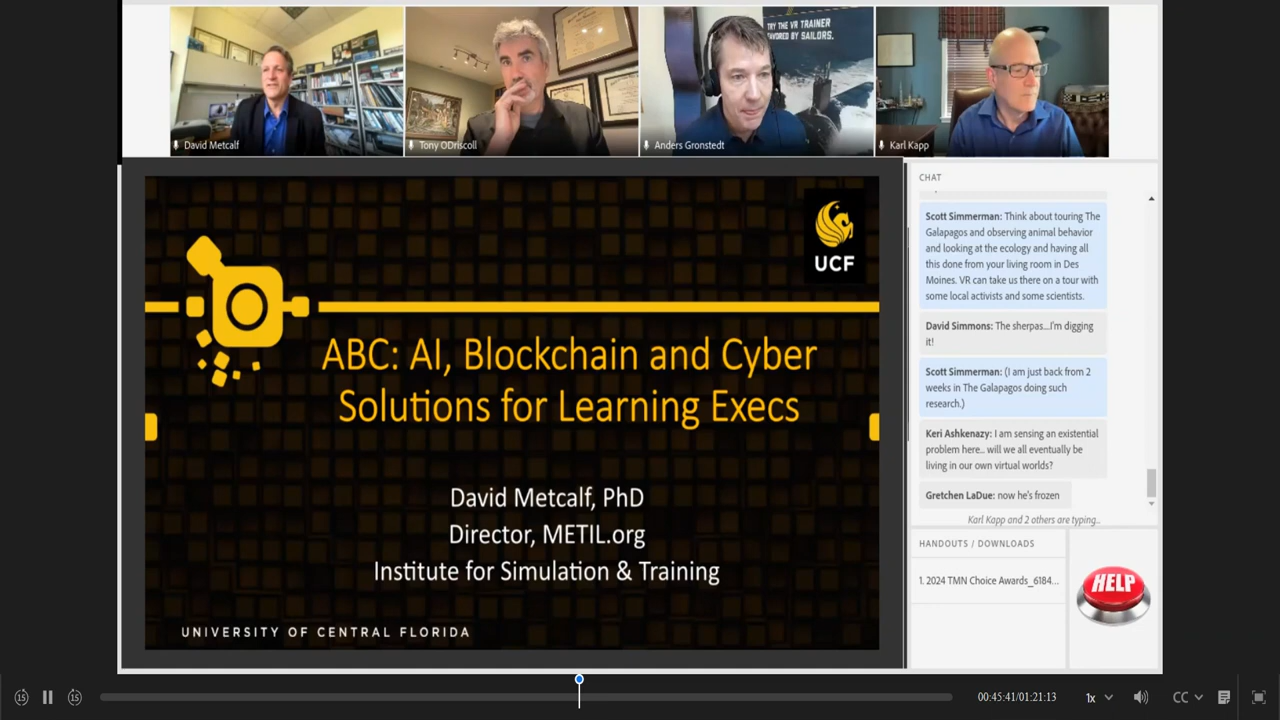 TRY THE VR TRAINER
FAVORED BY SAILORS.
David Metcalf
Tony ODriscoll
Anders Gronstedt
Karl Kapp
UCF
ABC: AI, Blockchain and Cyber
Solutions for Learning Execs
David Metcalf, PhD
Director, METIL.org
Institute for Simulation & Training
UNIVERSITY OF CENTRAL FLORIDA
CHAT
Scott Simmerman: Think about touring The
Galapagos and observing animal behavior
and looking at the ecology and having all
this done from your living room in Des
Moines. VR can take us there on a tour with
some local activists and some scientists.
David Simmons: The sherpas...I'm digging
it!
Scott Simmerman: (I am just back from 2
weeks in The Galapagos doing such
research.)
Keri Ashkenazy: I am sensing an existential
problem here.. will we all eventually be
living in our own virtual worlds?
Gretchen LaDue: now he's frozen
Karl Kapp and 2 others are typing..
HANDOUTS / DOWNLOADS
1. 2024 TMN Choice Awards_6184...
HELP
15
15
00:45:41/01:21:13
1x
CC